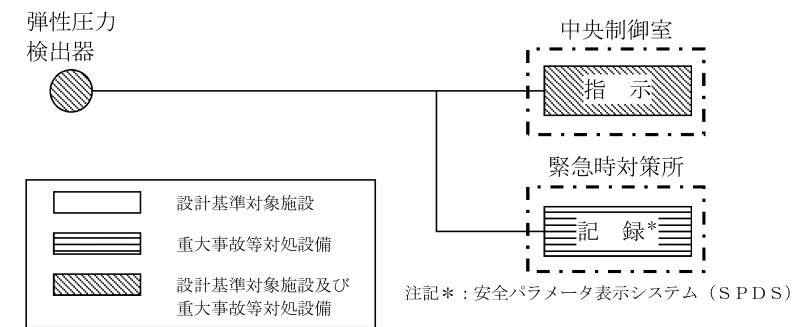 弾性圧力
検出器
中央制御室
指　示
緊急時対策所
記　録*
設計基準対象施設
重大事故等対処設備
設計基準対象施設及び
重大事故等対処設備
注記＊：安全パラメータ表示システム（ＳＰＤＳ）